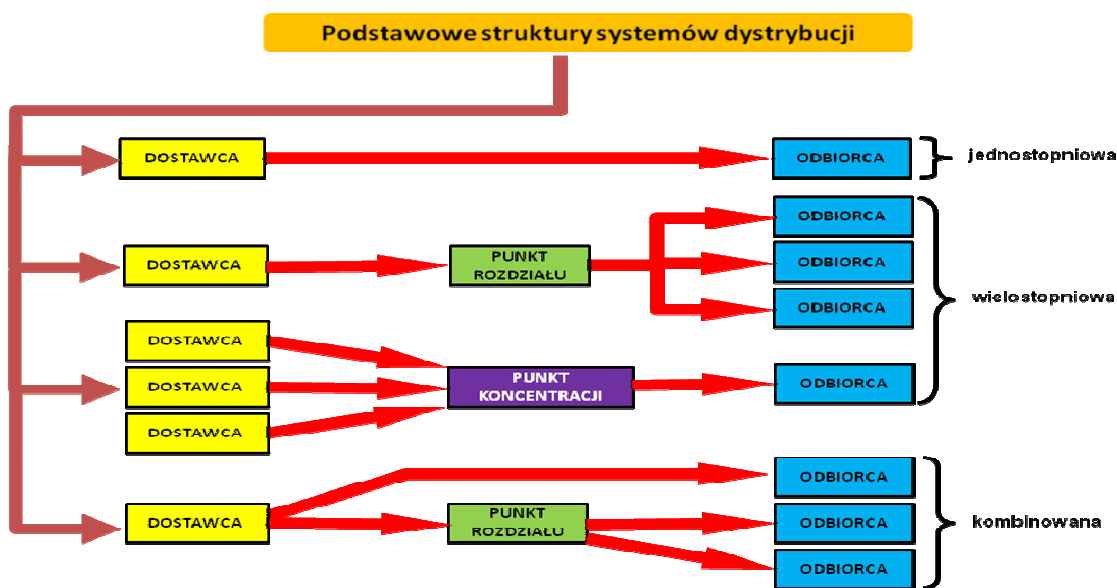 Podstawowe struktury systemów dystrybucji
DOSTAWCA
ODBIORCA
jednostopniowa
ODBIORCA
DOSTAWCA
PUNKT
ROZDZIAŁU
ODBIORCA
ODBIORCA
wielostopniowa
DOSTAWCA
DOSTAWCA
DOSTAWCA
PUNKT
KONCENTRACJI
ODBIORCA
ODBIORCA
DOSTAWCA
PUNKT
ROZDZIAŁU
ODBIORCA
kombinowana
ODBIORCA